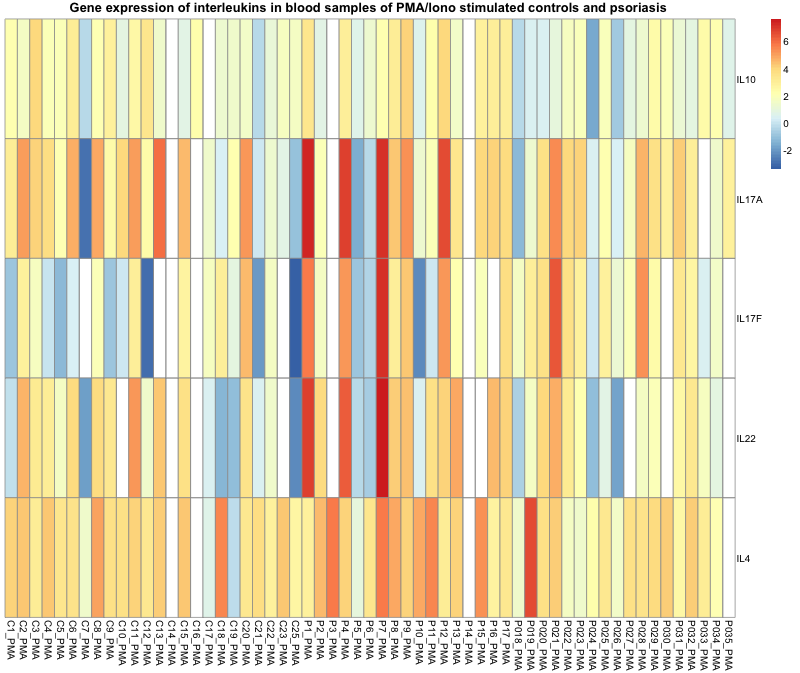 Gene expression of interleukins in blood samples of PMA/Iono stimulated controls and psoriasis
6
4
2
0
-2
IL10
IL17A
IL17F
IL22
IL4
C1_PMA
C2_PMA
C3_PMA
C4_PMA
C5_PMA
C6_PMA
C7_PMA
C8_PMA
C9_PMA
C10_PMA
C11_PMA
C12_PMA
C13_PMA
C14_PMA
C15_PMA
C16_PMA
C17_PMA
C18_PMA
C19_PMA
C20_PMA
C21_PMA
C22_PMA
C23_PMA
C25_PMA
P1_PMA
P2_PMA
P3_PMA
P4_PMA
P5_PMA
P6_PMA
P7_PMA
P8_PMA
P9_PMA
P10_PMA
P11_PMA
P12_PMA
P13_PMA
P14_PMA
P15_PMA
P16_PMA
P17_PMA
P018_PMA
P019_PMA
P020_PMA
P021_PMA
P022_PMA
P023_PMA
P024_PMA
P025_PMA
P026_PMA
P027_PMA
P028_PMA
P029_PMA
P030_PMA
P031_PMA
P032_PMA
P033_PMA
P034_PMA
P035_PMA